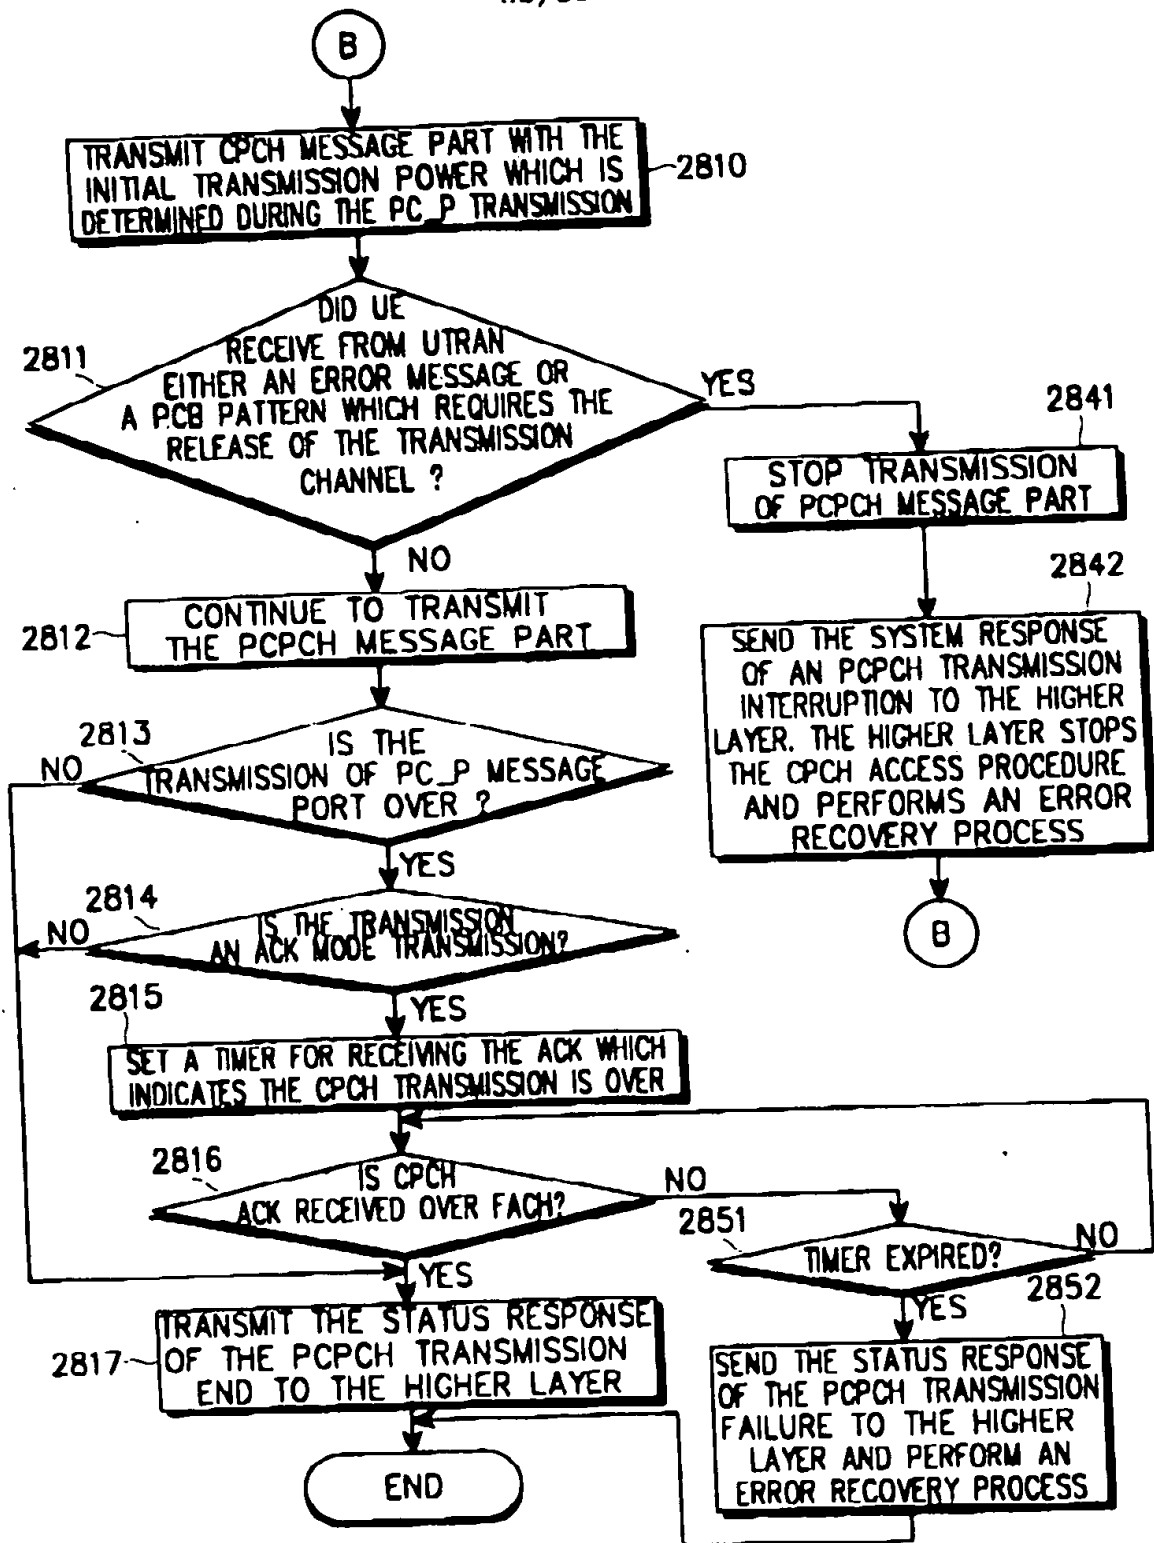 B
TRANSMIT CPCH MESSAGE PART WITH THE
INITIAL TRANSMISSION POWER WHICH IS
DETERMINED DURING THE PC_P TRANSMISSION
2810
DID UE
RECEIVE FROM UTRAN
EITHER AN ERROR MESSAGE OR
A PCB PATTERN WHICH REQUIRES THE
RELEASE OF THE TRANSMISSION
CHANNEL ?
2811
YES
2841
STOP TRANSMISSION
OF PCPCH MESSAGE PART
NO
2842
CONTINUE TO TRANSMIT
THE PCPCH MESSAGE PART
2812
SEND THE SYSTEM RESPONSE
OF AN PCPCH TRANSMISSION
INTERRUPTION TO THE HIGHER
LAYER. THE HIGHER LAYER STOPS
THE CPCH ACCESS PROCEDURE
AND PERFORMS AN ERROR
RECOVERY PROCESS
B
2813
NO
IS THE
TRANSMISSION OF PC_P MESSAGE
PORT OVER ?
YES
2814
NO
IS THE TRANSMISSION
AN ACK MODE TRANSMISSION?
YES
2815
SET A TIMER FOR RECEIVING THE ACK WHICH
INDICATES THE CPCH TRANSMISSION IS OVER
2816
IS CPCH
ACK RECEIVED OVER FACH?
NO
2851
TIMER EXPIRED?
NO
YES
YES
2852
TRANSMIT THE STATUS RESPONSE
OF THE PCPCH TRANSMISSION
END TO THE HIGHER LAYER
2817
SEND THE STATUS RESPONSE
OF THE PCPCH TRANSMISSION
FAILURE TO THE HIGHER
LAYER AND PERFORM AN
ERROR RECOVERY PROCESS
END